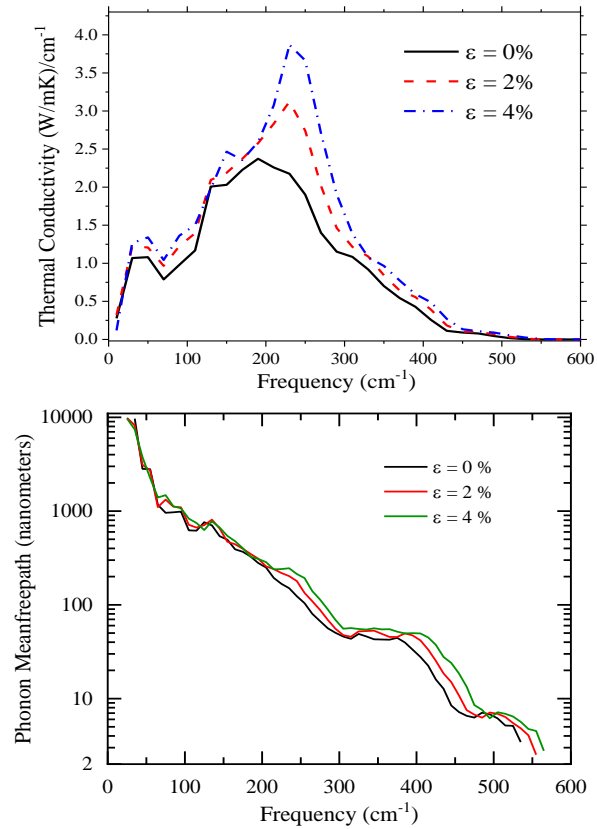 Thermal Conductivity (W/mK)/cm⁻¹
4.0
3.5
3.0
2.5
2.0
1.5
1.0
0.5
0.0
ε = 0%
ε = 2%
ε = 4%
0 100 200 300 400 500 600
Frequency (cm⁻¹)
Phonon Meanfreepath (nanometers)
10000
1000
100
10
2
ε = 0 %
ε = 2 %
ε = 4 %
0 100 200 300 400 500 600
Frequency (cm⁻¹)